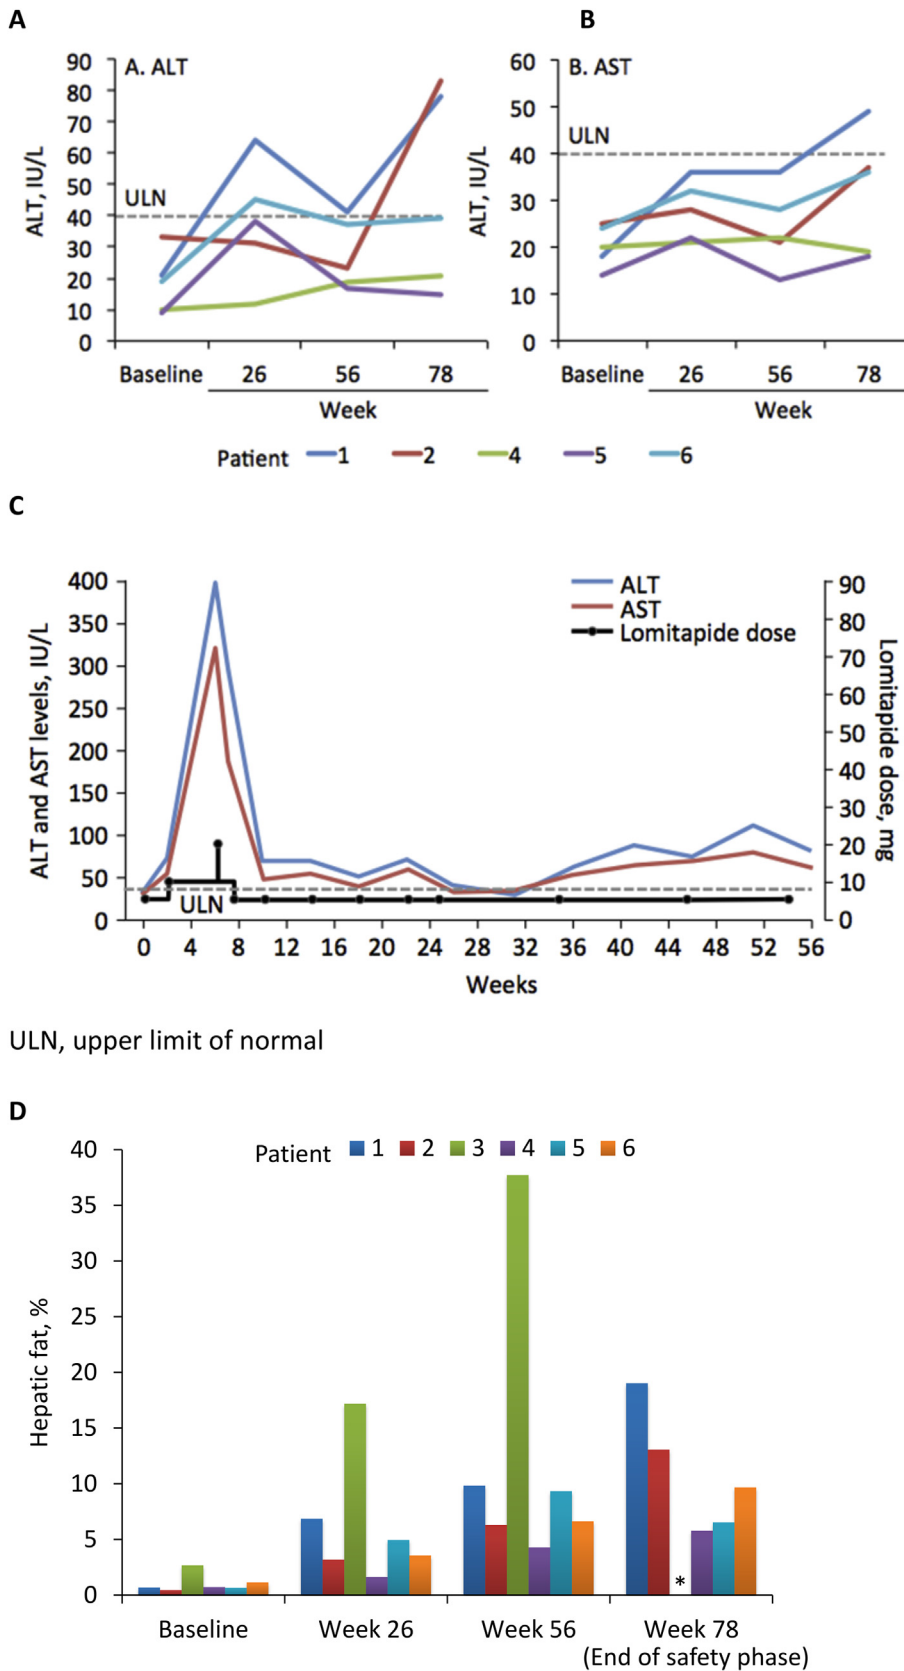 A
B
A. ALT
B. AST
90
80
70
60
50
40
30
20
10
0
ALT, IU/L
ULN
Baseline 26 56 78
Week
60
50
40
30
20
10
0
ALT, IU/L
ULN
Baseline 26 56 78
Week
Patient 1 2 4 5 6
C
400
350
300
250
200
150
100
50
0
ALT and AST levels, IU/L
ALT
AST
Lomitapide dose
90
80
70
60
50
40
30
20
10
0
Lomitapide dose, mg
ULN
0 4 8 12 16 20 24 28 32 36 40 44 48 52 56
Weeks
ULN, upper limit of normal
D
Patient 1 2 3 4 5 6
40
35
30
25
20
15
10
5
0
Hepatic fat, %
*
Baseline Week 26 Week 56 Week 78
(End of safety phase)